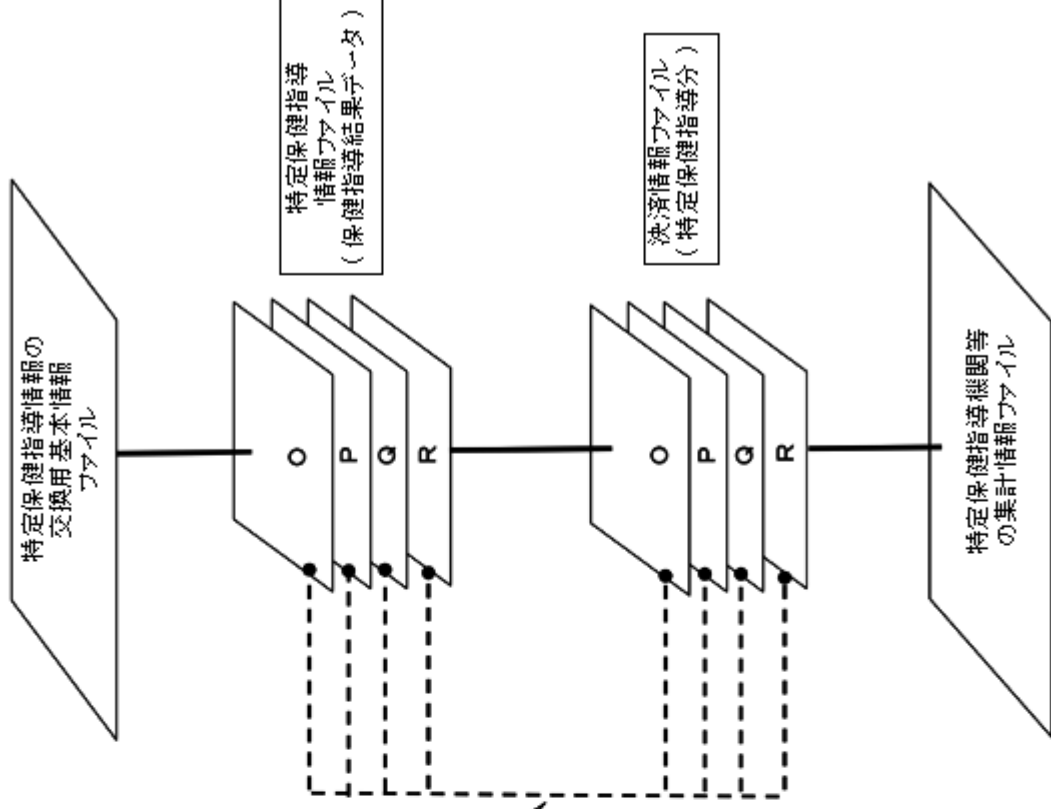 特定保健指導情報の
交換用基本情報
ファイル
特定保健指導
情報ファイル
(保健指導結果データ)
O
P
Q
R
決済情報ファイル
(特定保健指導分)
O
P
Q
R
特定保健指導機関等
の集計情報ファイル